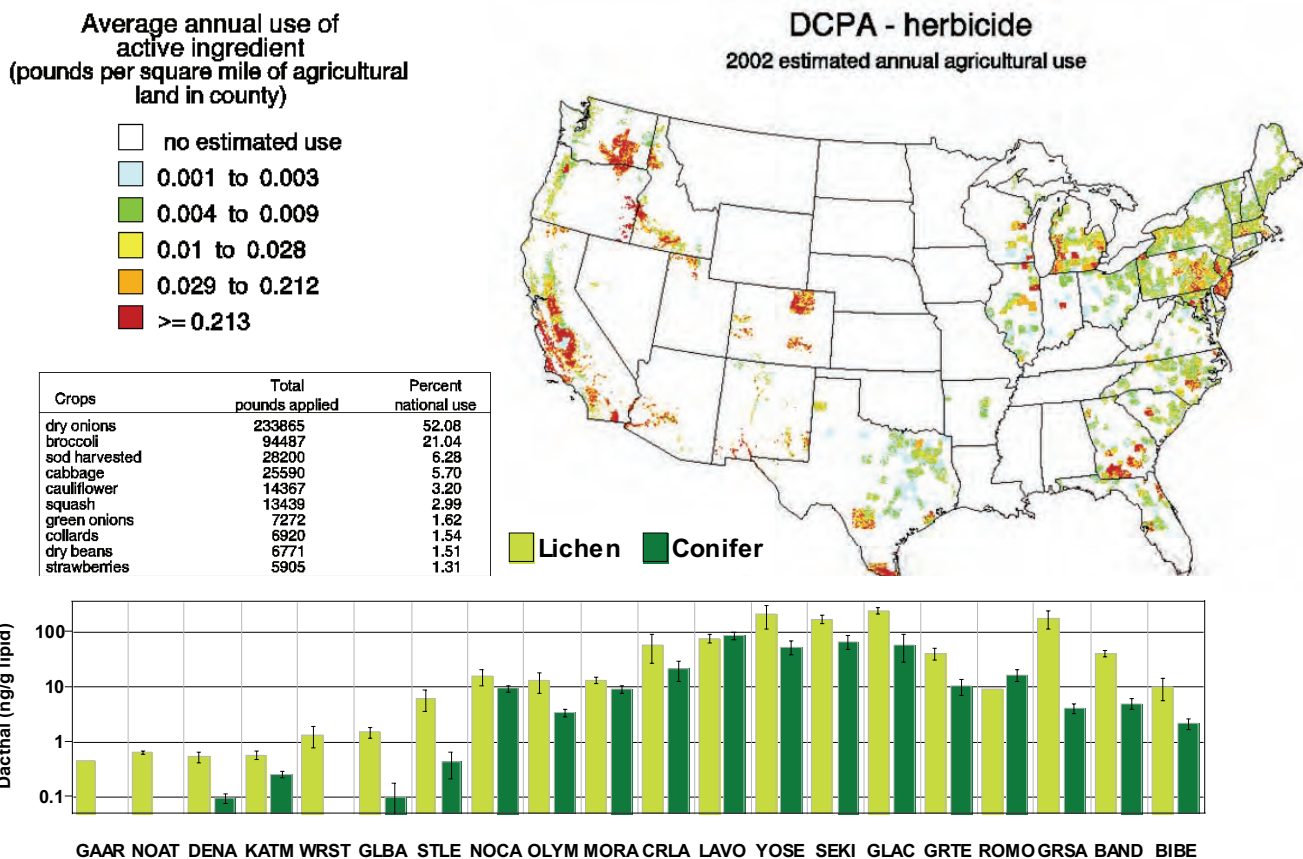 Average annual use of
active ingredient
(pounds per square mile of agricultural
land in county)
no estimated use
0.001 to 0.003
0.004 to 0.009
0.01 to 0.028
0.029 to 0.212
>= 0.213
DCPA - herbicide
2002 estimated annual agricultural use
Crops Total pounds applied Percent national use
dry onions 233865 52.08
broccoli 94487 21.04
sod harvested 28200 6.28
cabbage 25590 5.70
cauliflower 14367 3.20
squash 13439 2.99
green onions 7272 1.62
collards 6920 1.54
dry beans 6771 1.51
strawberries 5905 1.31
Lichen Conifer
Dacthal (ng/g lipid)
100
10
1
0.1
GAAR NOAT DENA KATM WRST GLBA STLE NOCA OLYM MORA CRLA LAVO YOSE SEKI GLAC GRTE ROMO GRSA BAND BIBE